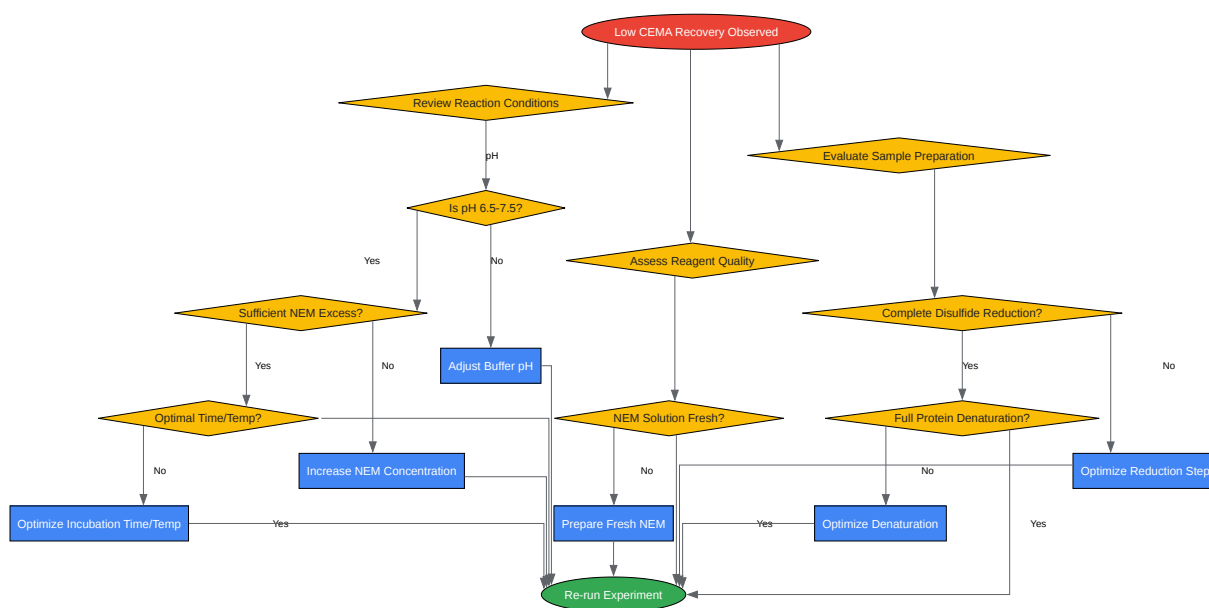 Low CEMA Recovery Observed
Review Reaction Conditions
Evaluate Sample Preparation
pH
Is pH 6.5-7.5?
Yes
No
Assess Reagent Quality
Sufficient NEM Excess?
Complete Disulfide Reduction?
Yes
No
Adjust Buffer pH
Yes
No
Optimal Time/Temp?
NEM Solution Fresh?
Full Protein Denaturation?
No
Increase NEM Concentration
No
No
Optimize Reduction Step
Optimize Incubation Time/Temp
Yes
Prepare Fresh NEM
Yes
Optimize Denaturation
Yes
Re-run Experiment